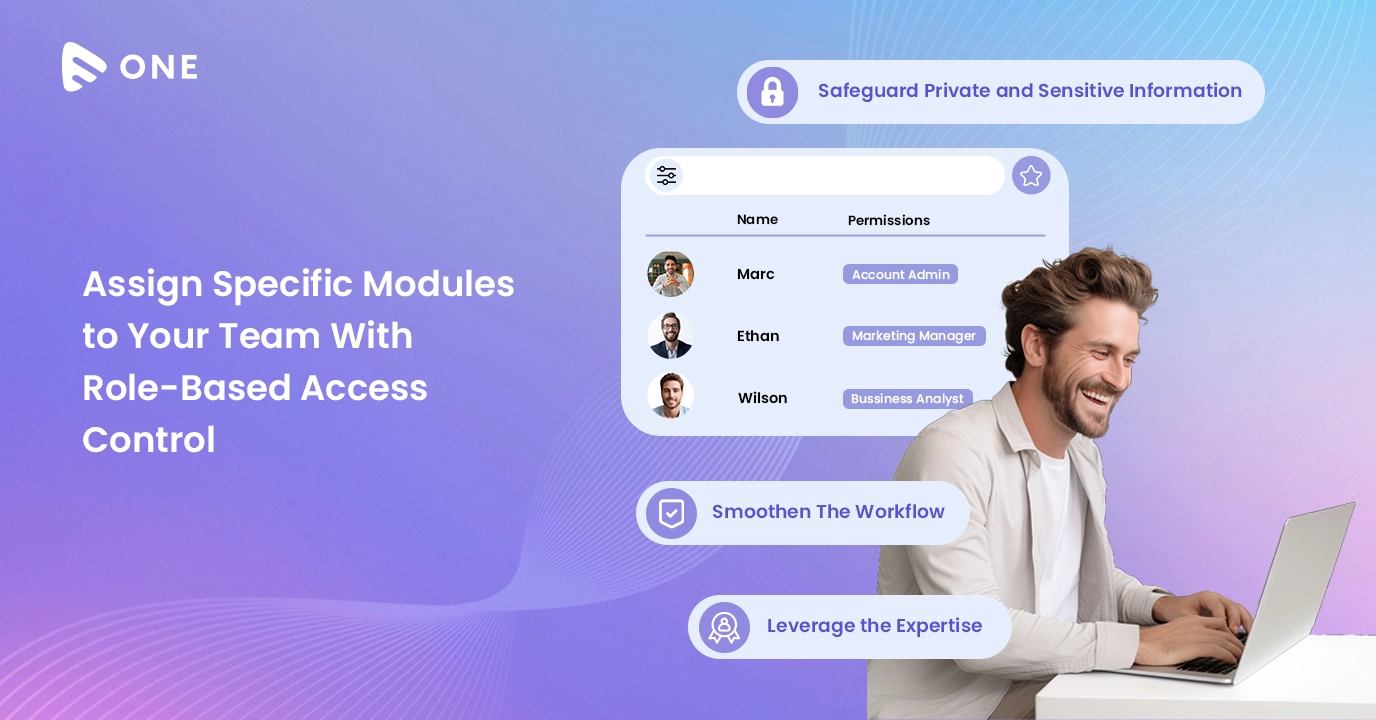 ONE
Assign Specific Modules
to Your Team With
Role-Based Access
Control
Safeguard Private and Sensitive Information
Name Permissions
Marc Account Admin
Ethan Marketing Manager
Wilson Bussiness Analyst
Smoothen The Workflow
Leverage the Expertise